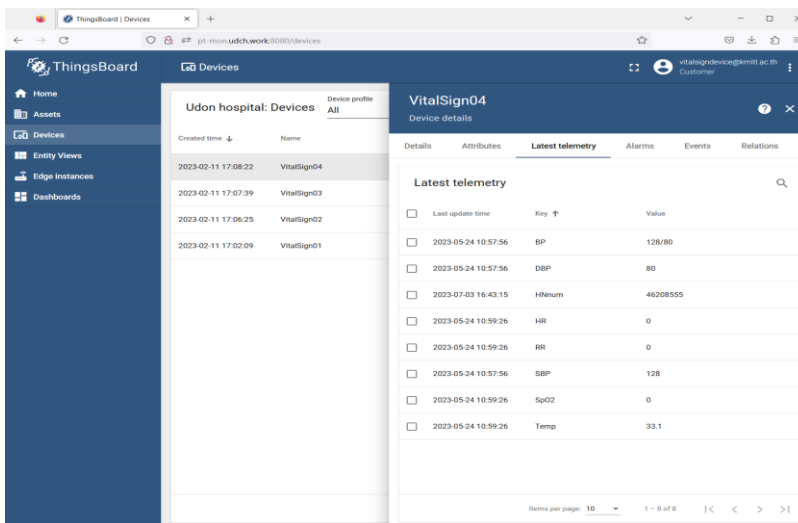 ThingsBoard | Devices
pt-mon.udch.work:8080/devices
ThingsBoard
Devices
vitalsigndevice@kmitl.ac.th
Customer
Home
Assets
Devices
Entity Views
Edge instances
Dashboards
Udon hospital: Devices
Device profile
All
Created time Name
2023-02-11 17:08:22 VitalSign04
2023-02-11 17:07:39 VitalSign03
2023-02-11 17:06:25 VitalSign02
2023-02-11 17:02:09 VitalSign01
VitalSign04
Device details
Details Attributes Latest telemetry Alarms Events Relations
Latest telemetry
Last update time Key Value
2023-05-24 10:57:56 BP 128/80
2023-05-24 10:57:56 DBP 80
2023-07-03 16:43:15 HNnum 46208555
2023-05-24 10:59:26 HR 0
2023-05-24 10:59:26 RR 0
2023-05-24 10:57:56 SBP 128
2023-05-24 10:59:26 SpO2 0
2023-05-24 10:59:26 Temp 33.1
Items per page: 10 1 – 8 of 8